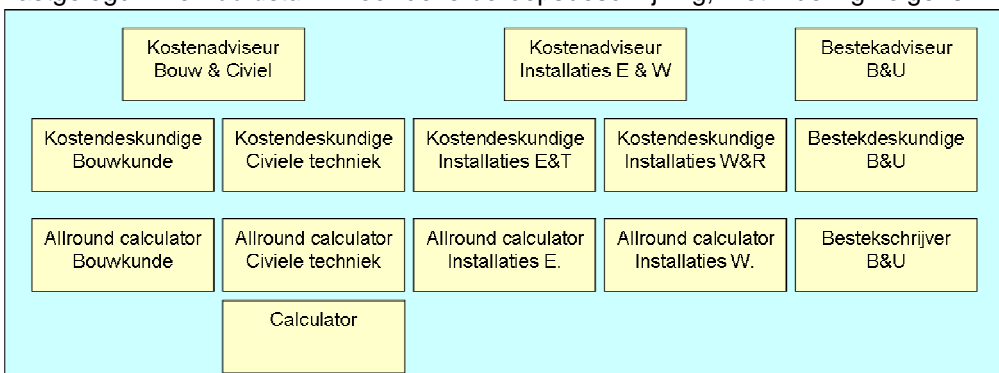 Kostenadviseur
Bouw & Civiel
Kostenadviseur
Installaties E & W
Bestekadviseur
B&U
Kostendeskundige
Bouwkunde
Kostendeskundige
Civiele techniek
Kostendeskundige
Installaties E&T
Kostendeskundige
Installaties W&R
Bestekdeskundige
B&U
Allround calculator
Bouwkunde
Allround calculator
Civiele techniek
Allround calculator
Installaties E.
Allround calculator
Installaties W.
Bestekschrijver
B&U
Calculator